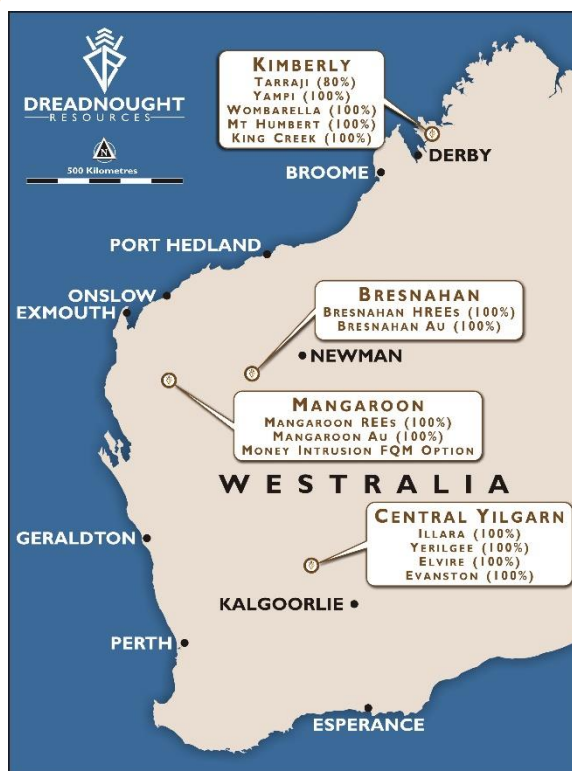 DREADNOUGHT
RESOURCES
N
500 KILOMETRES
KIMBERLY
TARRAJI (80%)
YAMPI (100%)
WOMBARELLA (100%)
MT HUMBERT (100%)
KING CREEK (100%)
DERBY
BROOME
PORT HEDLAND
ONSLOW
EXMOUTH
BRESNAHAN
BRESNAHAN HREES (100%)
BRESNAHAN AU (100%)
NEWMAN
MANGAROON
MANGAROON REES (100%)
MANGAROON AU (100%)
MONEY INTRUSION FQM OPTION
WESTRALIA
CENTRAL YILGARN
ILLARA (100%)
YERILGEE (100%)
ELVIRE (100%)
EVANSTON (100%)
GERALDTON
KALGOORLIE
PERTH
ESPERANCE